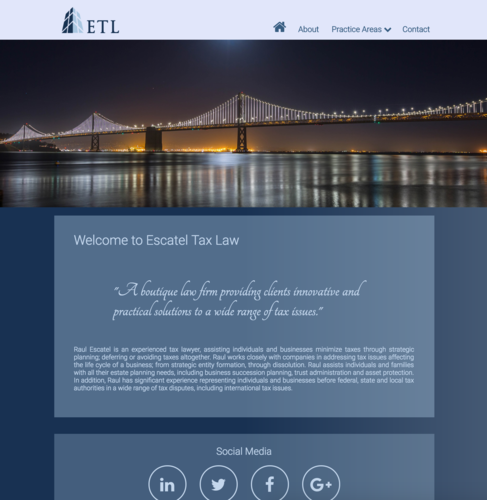 ETL
About Practice Areas Contact
Welcome to Escatel Tax Law
"A boutique law firm providing clients innovative and
practical solutions to a wide range of tax issues."
Raul Escatel is an experienced tax lawyer, assisting individuals and businesses minimize taxes through strategic
planning; deferring or avoiding taxes altogether. Raul works closely with companies in addressing tax issues affecting
the life cycle of a business; from strategic entity formation, through dissolution. Raul assists individuals and families
with all their estate planning needs, including business succession planning, trust administration and asset protection.
In addition, Raul has significant experience representing individuals and businesses before federal, state and local tax
authorities in a wide range of tax disputes, including international tax issues.
Social Media
in
f
G+